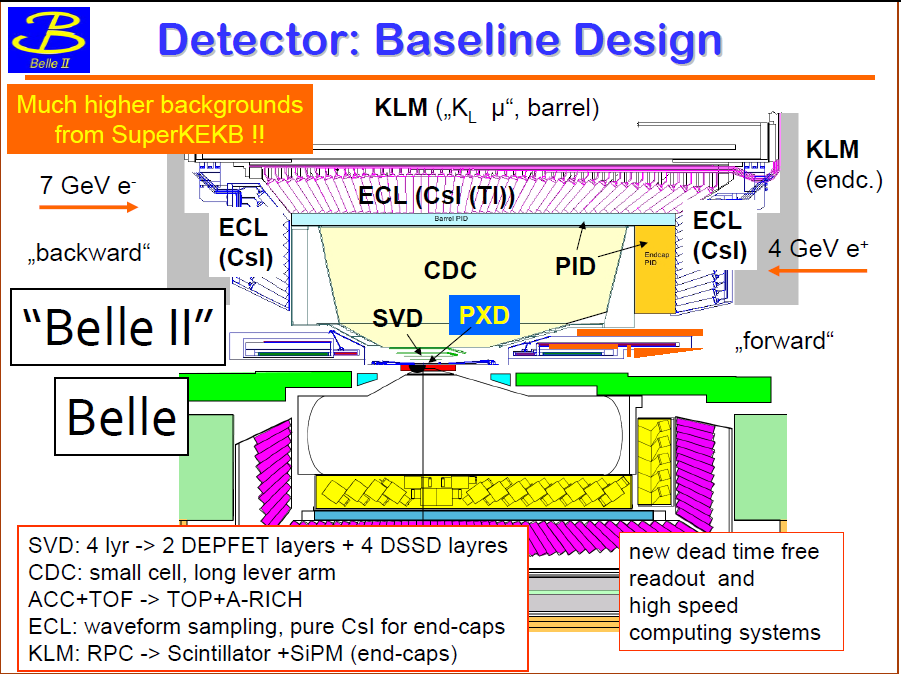 Belle II
Detector: Baseline Design
Much higher backgrounds
from SuperKEKB !!
KLM („KL µ“, barrel)
KLM
(endc.)
7 GeV e-
ECL (CsI (Tl))
Barrel PID
ECL
(CsI)
ECL
(CsI)
„backward“
4 GeV e+
CDC
PID
Endcap
PID
SVD
PXD
“Belle II”
„forward“
Belle
SVD: 4 lyr -> 2 DEPFET layers + 4 DSSD layres
CDC: small cell, long lever arm
ACC+TOF -> TOP+A-RICH
ECL: waveform sampling, pure CsI for end-caps
KLM: RPC -> Scintillator +SiPM (end-caps)
new dead time free
readout and
high speed
computing systems